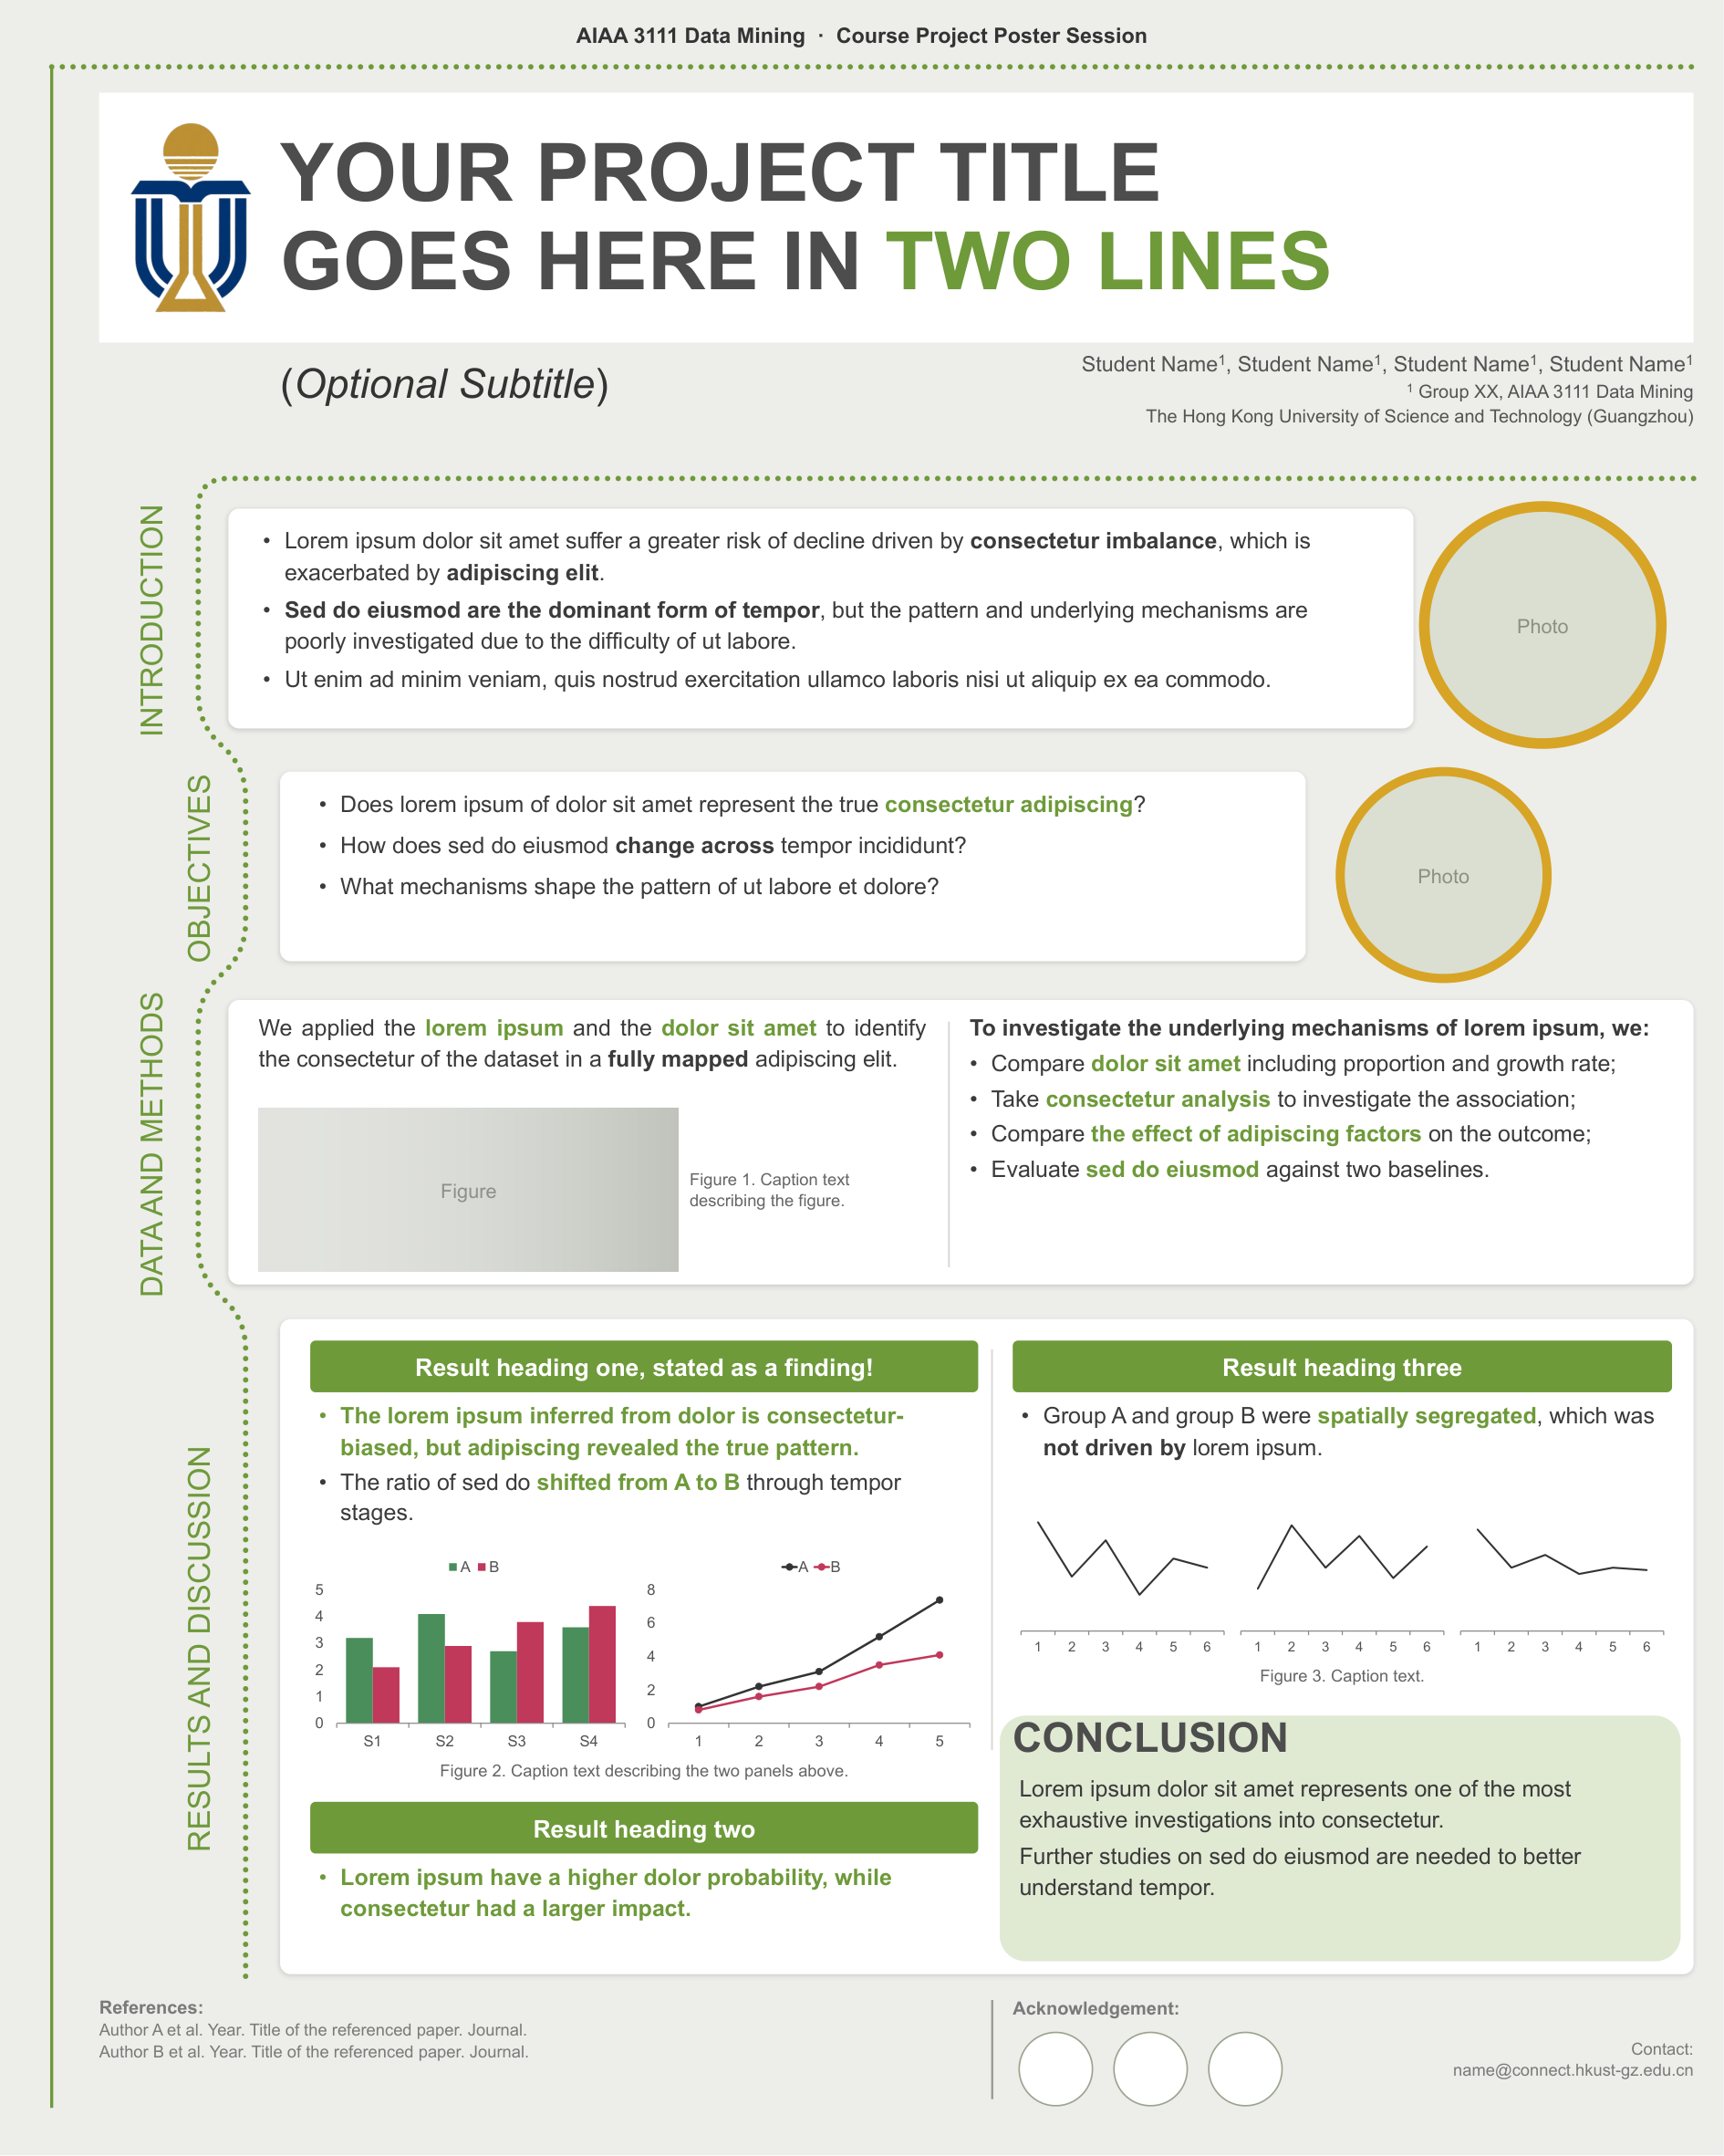 AIAA 3111 Data Mining · Course Project Poster Session
YOUR PROJECT TITLE
GOES HERE IN TWO LINES
(Optional Subtitle)
Student Name¹, Student Name¹, Student Name¹, Student Name¹
¹ Group XX, AIAA 3111 Data Mining
The Hong Kong University of Science and Technology (Guangzhou)
INTRODUCTION
• Lorem ipsum dolor sit amet suffer a greater risk of decline driven by consectetur imbalance, which is
exacerbated by adipiscing elit.
• Sed do eiusmod are the dominant form of tempor, but the pattern and underlying mechanisms are
poorly investigated due to the difficulty of ut labore.
• Ut enim ad minim veniam, quis nostrud exercitation ullamco laboris nisi ut aliquip ex ea commodo.
Photo
OBJECTIVES
• Does lorem ipsum of dolor sit amet represent the true consectetur adipiscing?
• How does sed do eiusmod change across tempor incididunt?
• What mechanisms shape the pattern of ut labore et dolore?
Photo
DATA AND METHODS
We applied the lorem ipsum and the dolor sit amet to identify
the consectetur of the dataset in a fully mapped adipiscing elit.
Figure
Figure 1. Caption text
describing the figure.
To investigate the underlying mechanisms of lorem ipsum, we:
• Compare dolor sit amet including proportion and growth rate;
• Take consectetur analysis to investigate the association;
• Compare the effect of adipiscing factors on the outcome;
• Evaluate sed do eiusmod against two baselines.
RESULTS AND DISCUSSION
Result heading one, stated as a finding!
• The lorem ipsum inferred from dolor is consectetur-
biased, but adipiscing revealed the true pattern.
• The ratio of sed do shifted from A to B through tempor
stages.
A B
5
4
3
2
1
0
S1 S2 S3 S4
A B
8
6
4
2
0
1 2 3 4 5
Figure 2. Caption text describing the two panels above.
Result heading two
• Lorem ipsum have a higher dolor probability, while
consectetur had a larger impact.
Result heading three
• Group A and group B were spatially segregated, which was
not driven by lorem ipsum.
1 2 3 4 5 6
1 2 3 4 5 6
1 2 3 4 5 6
Figure 3. Caption text.
CONCLUSION
Lorem ipsum dolor sit amet represents one of the most
exhaustive investigations into consectetur.
Further studies on sed do eiusmod are needed to better
understand tempor.
References:
Author A et al. Year. Title of the referenced paper. Journal.
Author B et al. Year. Title of the referenced paper. Journal.
Acknowledgement:
Contact:
name@connect.hkust-gz.edu.cn